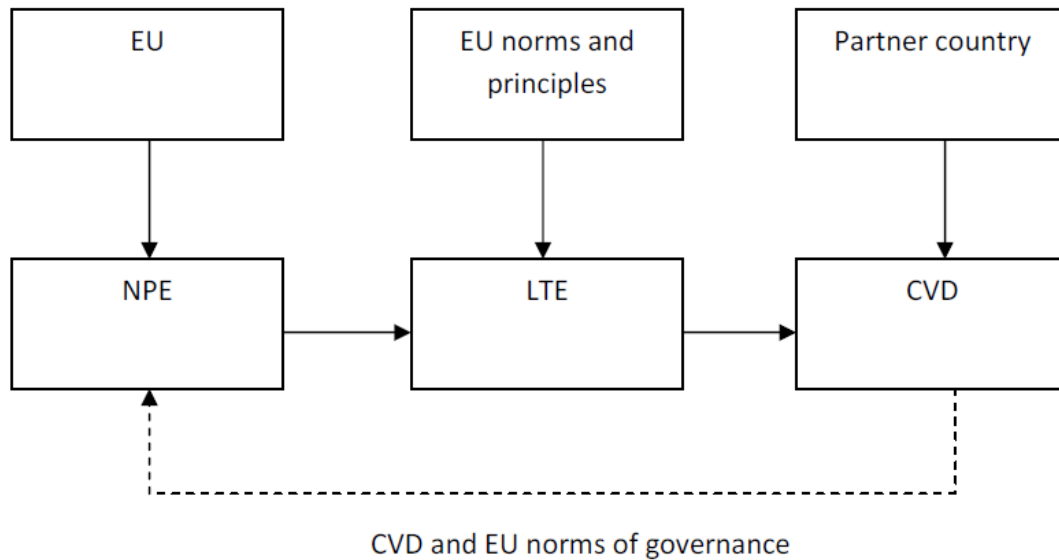 EU
EU norms and
principles
Partner country
NPE
LTE
CVD
CVD and EU norms of governance